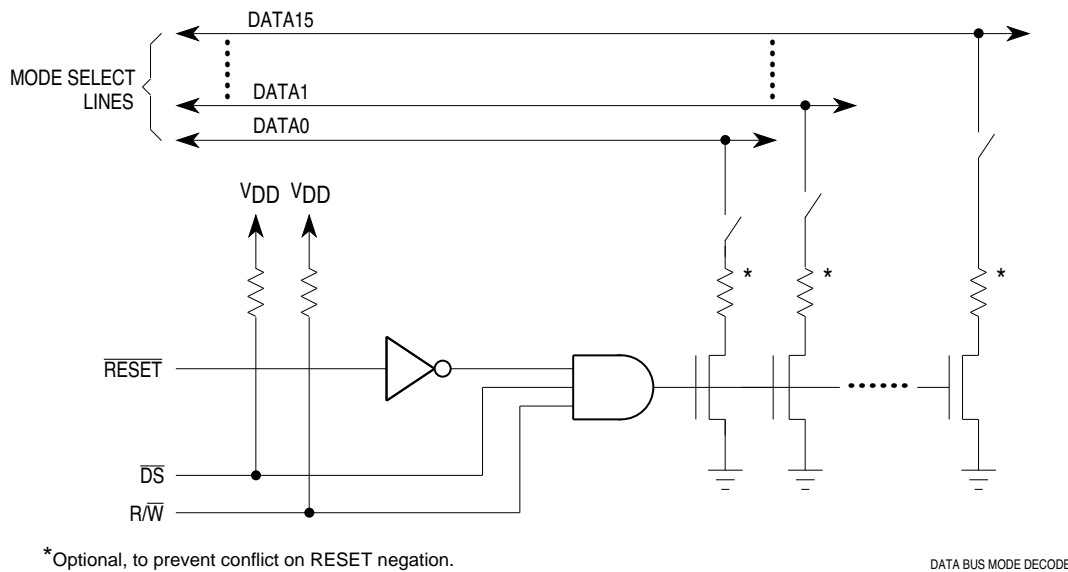 DATA15
MODE SELECT
LINES
DATA1
DATA0
VDD VDD
* * *
RESET
DS
R/W
*Optional, to prevent conflict on RESET negation.
DATA BUS MODE DECODE